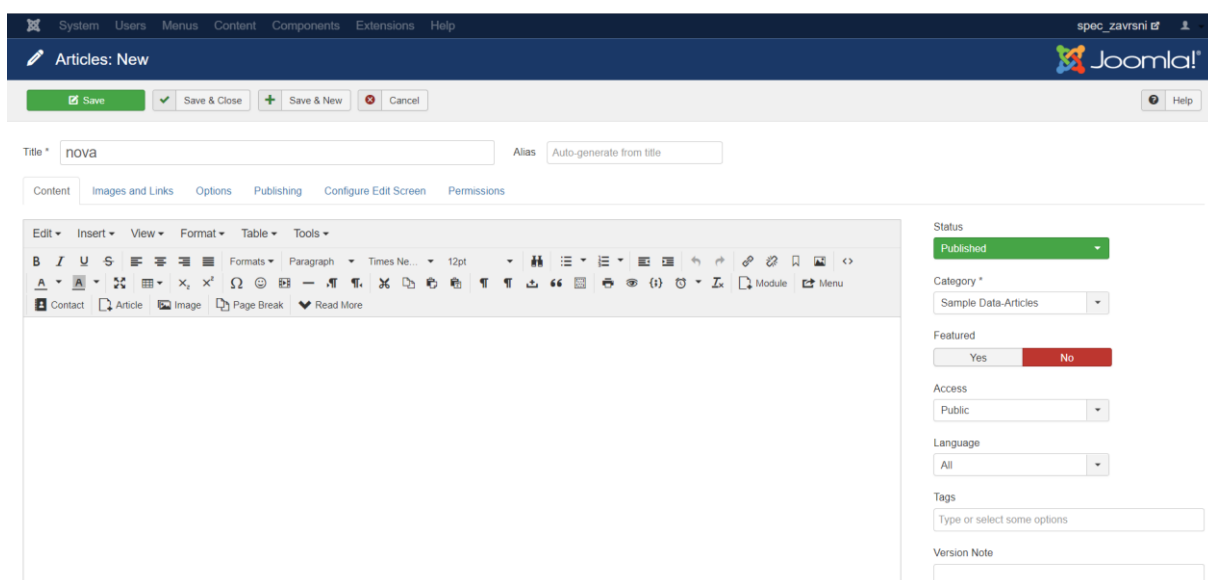 System Users Menus Content Components Extensions Help spec_zavrsni
Articles: New Joomla!®
Save Save & Close Save & New Cancel Help
Title * nova Alias Auto-generate from title
Content Images and Links Options Publishing Configure Edit Screen Permissions
Edit Insert View Format Table Tools
B I U S Formats Paragraph Times Ne... 12pt
A A X₂ X² Ω Module Menu
Contact Article Image Page Break Read More
Status
Published
Category *
Sample Data-Articles
Featured
Yes No
Access
Public
Language
All
Tags
Type or select some options
Version Note